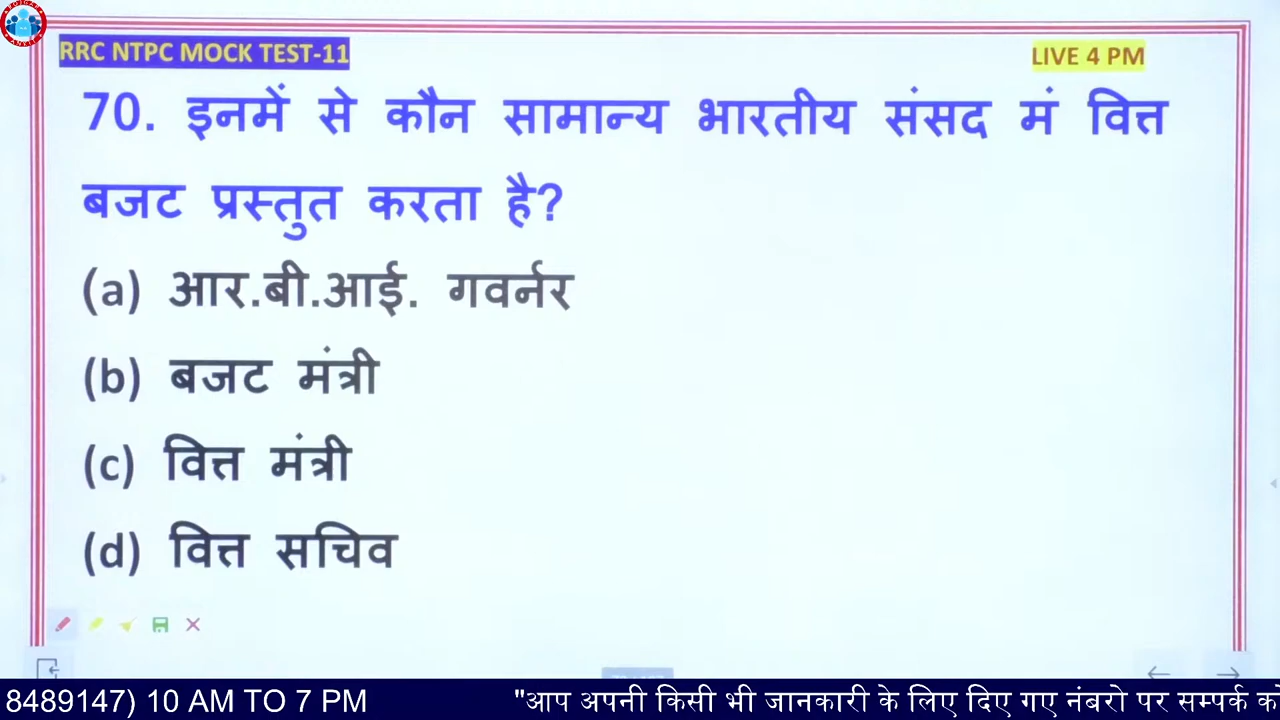 RRC NTPC MOCK TEST-11
LIVE 4 PM
70. इनमें से कौन सामान्य भारतीय संसद मं वित्त
बजट प्रस्तुत करता है?
(a) आर.बी.आई. गवर्नर
(b) बजट मंत्री
(c) वित्त मंत्री
(d) वित्त सचिव
8489147) 10 AM TO 7 PM "आप अपनी किसी भी जानकारी के लिए दिए गए नंबरो पर सम्पर्क